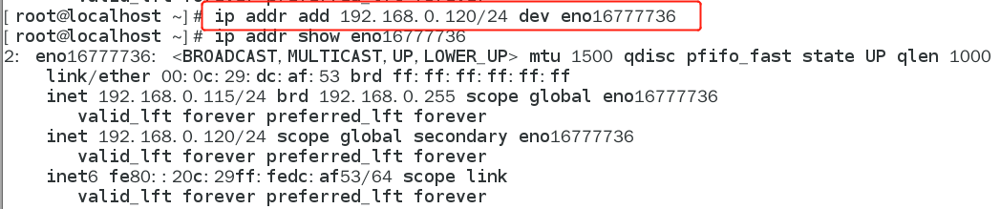 [root@localhost ~]# ip addr add 192.168.0.120/24 dev eno16777736
[root@localhost ~]# ip addr show eno16777736
2: eno16777736: <BROADCAST,MULTICAST,UP,LOWER_UP> mtu 1500 qdisc pfifo_fast state UP qlen 1000
link/ether 00:0c:29:dc:af:53 brd ff:ff:ff:ff:ff:ff
inet 192.168.0.115/24 brd 192.168.0.255 scope global eno16777736
valid_lft forever preferred_lft forever
inet 192.168.0.120/24 scope global secondary eno16777736
valid_lft forever preferred_lft forever
inet6 fe80::20c:29ff:fedc:af53/64 scope link
valid_lft forever preferred_lft forever